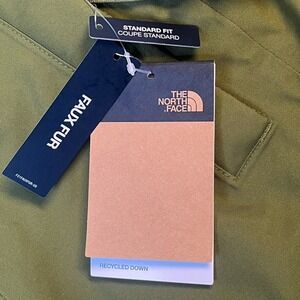 STANDARD FIT
COUPE STANDARD
FAUX FUR
THE
NORTH
FACE
RECYCLED DOWN